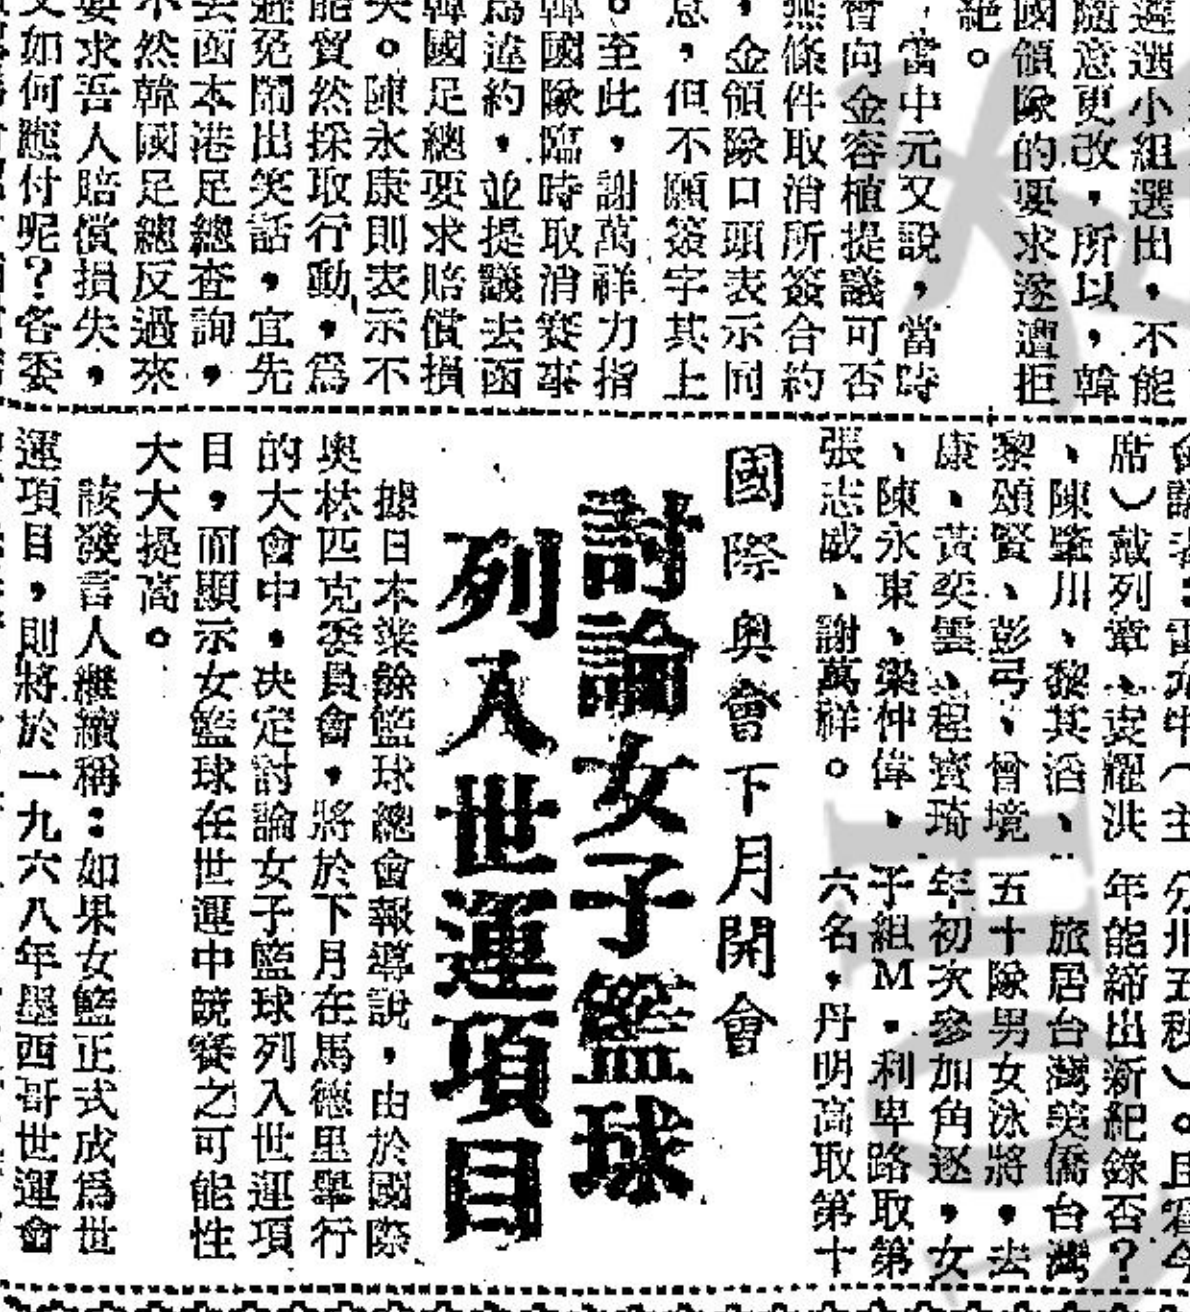 遴選小組選出，不能
隨意更改，所以，韓
國領隊的要求遂遭拒
絕。
當中元又說，當時
曾向金容植提議可否
無條件取消所簽合約
，金領隊口頭表示同
意，但不願簽字其上
。至此，謝萬祥力指
韓國隊臨時取消賽事
為違約，並提議去函
韓國足總要求賠償損
失。陳永康則表示不
能貿然採取行動，為
避免鬧出笑話，宜先
去函本港足總查詢，
不然韓國足總反過來
要求吾人賠償損失，
又如何應付呢？各委
席）戴列章、袁耀洪
、陳肇川、黎其滔、
黎頌賢、彭弓、曾境
康、黃奕雲、程寶琦
、陳永東、梁仲偉、
張志成、謝萬祥。
年能締出新紀錄否？
旅居台灣美僑台灣
五十隊男女泳將，去
年初次參加角逐，女
子組M．利卑路取第
六名，丹明高取第十
國際奧會下月開會
討論女子籃球
列入世運項目
據日本業餘籃球總會報導說，由於國際
奧林匹克委員會，將於下月在馬德里舉行
的大會中，決定討論女子籃球列入世運項
目，而顯示女籃球在世運中競賽之可能性
大大提高。
該發言人繼續稱：如果女籃正式成為世
運項目，則將於一九六八年墨西哥世運會